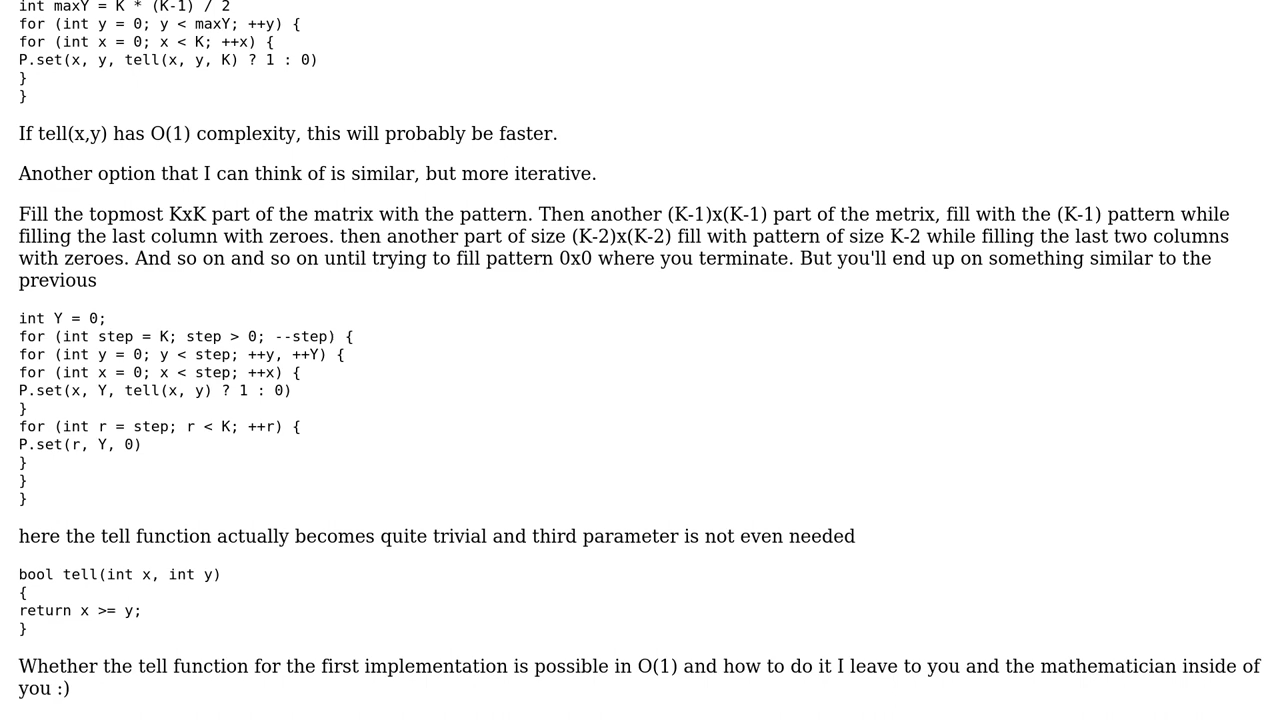 int maxY = K * (K-1) / 2
for (int y = 0; y < maxY; ++y) {
for (int x = 0; x < K; ++x) {
P.set(x, y, tell(x, y, K) ? 1 : 0)
}
}
If tell(x,y) has O(1) complexity, this will probably be faster.
Another option that I can think of is similar, but more iterative.
Fill the topmost KxK part of the matrix with the pattern. Then another (K-1)x(K-1) part of the metrix, fill with the (K-1) pattern while
filling the last column with zeroes. then another part of size (K-2)x(K-2) fill with pattern of size K-2 while filling the last two columns
with zeroes. And so on and so on until trying to fill pattern 0x0 where you terminate. But you'll end up on something similar to the
previous
int Y = 0;
for (int step = K; step > 0; --step) {
for (int y = 0; y < step; ++y, ++Y) {
for (int x = 0; x < step; ++x) {
P.set(x, Y, tell(x, y) ? 1 : 0)
}
for (int r = step; r < K; ++r) {
P.set(r, Y, 0)
}
}
}
here the tell function actually becomes quite trivial and third parameter is not even needed
bool tell(int x, int y)
{
return x >= y;
}
Whether the tell function for the first implementation is possible in O(1) and how to do it I leave to you and the mathematician inside of
you :)